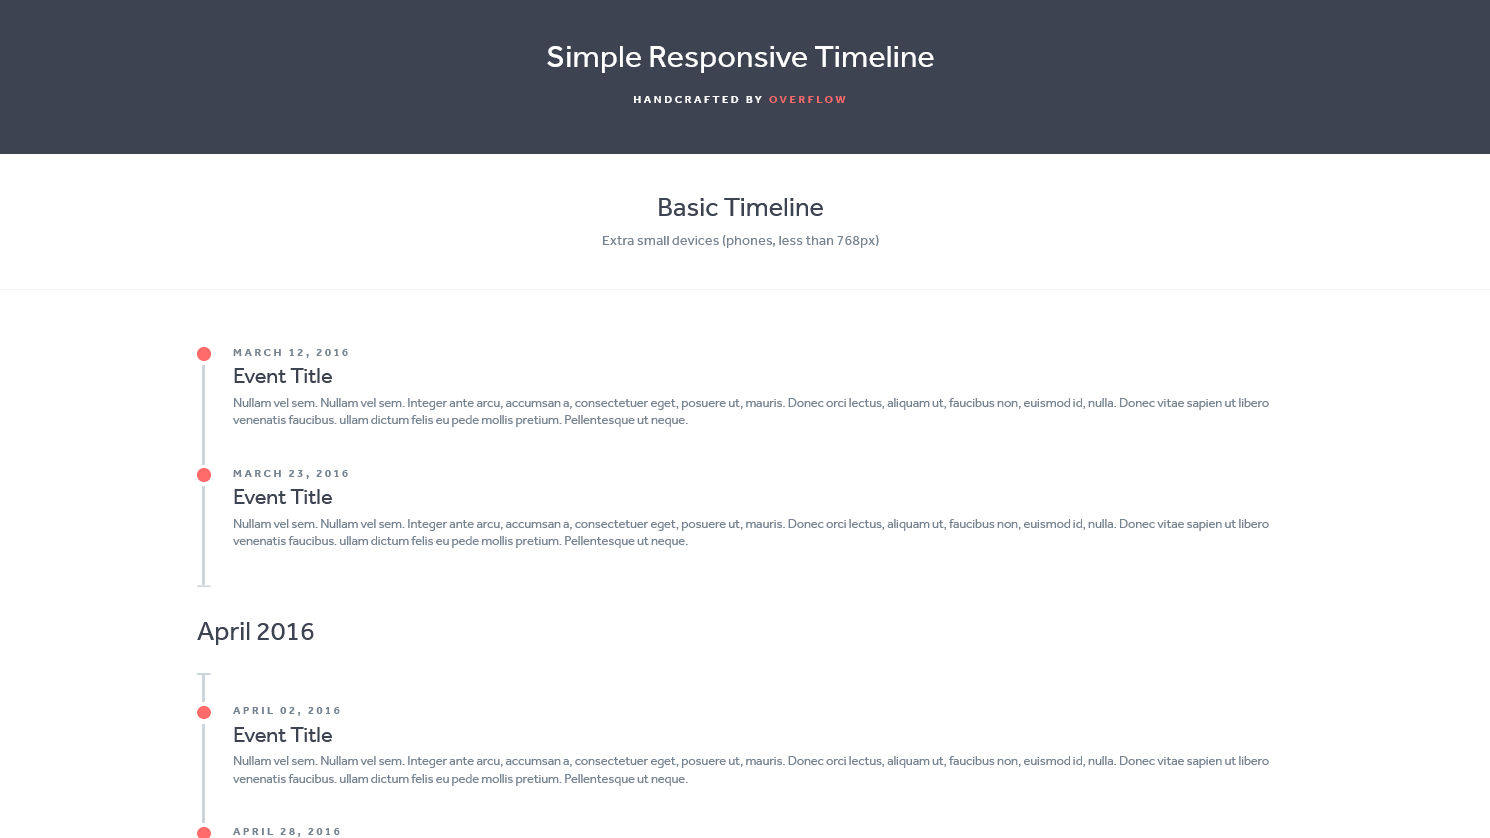 Simple Responsive Timeline
HANDCRAFTED BY OVERFLOW
Basic Timeline
Extra small devices (phones, less than 768px)
MARCH 12, 2016
Event Title
Nullam vel sem. Nullam vel sem. Integer ante arcu, accumsan a, consectetuer eget, posuere ut, mauris. Donec orci lectus, aliquam ut, faucibus non, euismod id, nulla. Donec vitae sapien ut libero
venenatis faucibus. ullam dictum felis eu pede mollis pretium. Pellentesque ut neque.
MARCH 23, 2016
Event Title
Nullam vel sem. Nullam vel sem. Integer ante arcu, accumsan a, consectetuer eget, posuere ut, mauris. Donec orci lectus, aliquam ut, faucibus non, euismod id, nulla. Donec vitae sapien ut libero
venenatis faucibus. ullam dictum felis eu pede mollis pretium. Pellentesque ut neque.
April 2016
APRIL 02, 2016
Event Title
Nullam vel sem. Nullam vel sem. Integer ante arcu, accumsan a, consectetuer eget, posuere ut, mauris. Donec orci lectus, aliquam ut, faucibus non, euismod id, nulla. Donec vitae sapien ut libero
venenatis faucibus. ullam dictum felis eu pede mollis pretium. Pellentesque ut neque.
APRIL 28, 2016